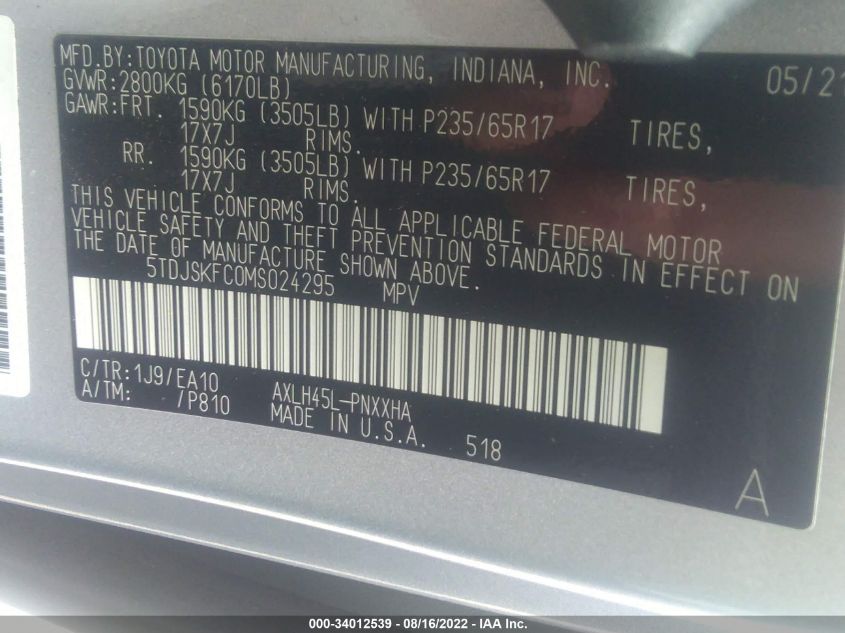 MFD.BY:TOYOTA MOTOR MANUFACTURING, INDIANA, INC. 05/21
GVWR:2800KG (6170LB)
GAWR:FRT. 1590KG (3505LB) WITH P235/65R17 TIRES,
17X7J RIMS.
RR. 1590KG (3505LB) WITH P235/65R17 TIRES,
17X7J RIMS.
THIS VEHICLE CONFORMS TO ALL APPLICABLE FEDERAL MOTOR
VEHICLE SAFETY AND THEFT PREVENTION STANDARDS IN EFFECT ON
THE DATE OF MANUFACTURE SHOWN ABOVE.
5TDJSKFC0MS024295 MPV
C/TR:1J9/EA10 AXLH45L-PNXXHA
A/TM: /P810 MADE IN U.S.A. 518
A
000-34012539 - 08/16/2022 - IAA Inc.